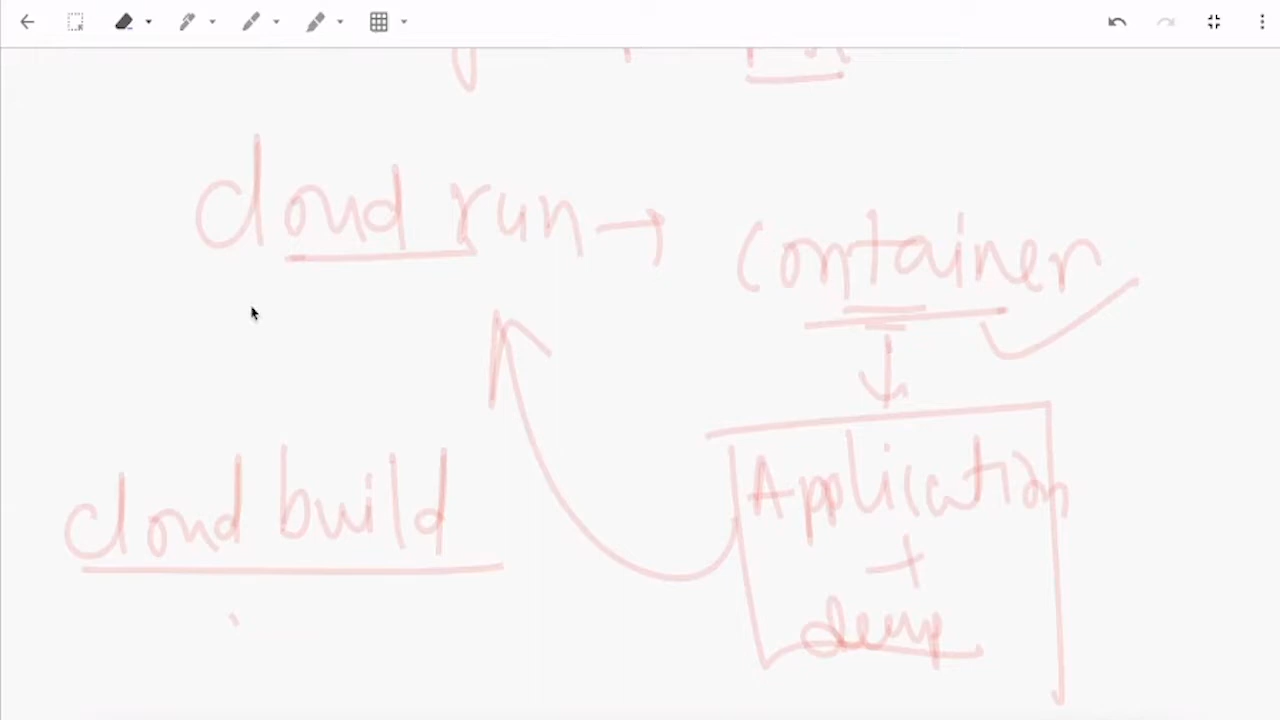 cloud run → container
Application
+
cloud build